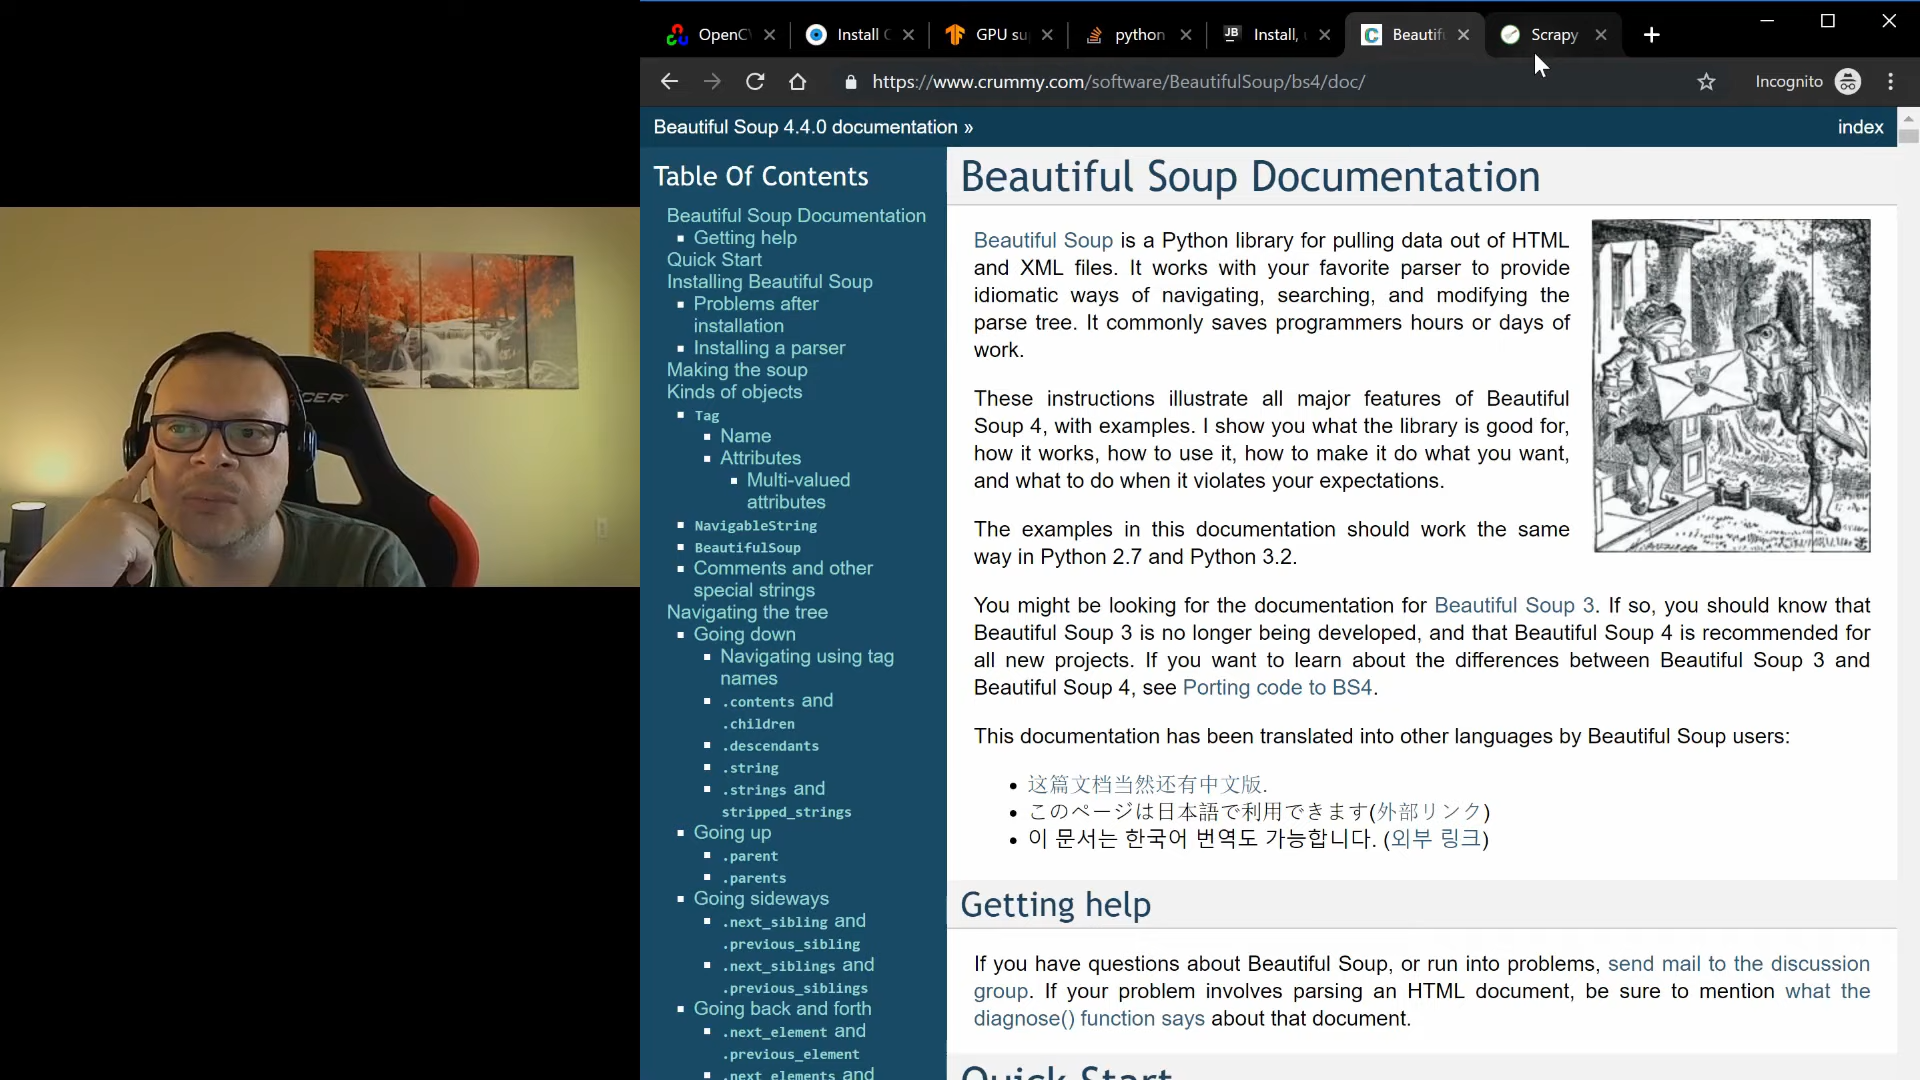 OpenC
Install C
GPU su
python
JB
Install,
Beautif
Scrapy
https://www.crummy.com/software/BeautifulSoup/bs4/doc/
Incognito
Beautiful Soup 4.4.0 documentation »
index
Table Of Contents
Beautiful Soup Documentation
Getting help
Quick Start
Installing Beautiful Soup
Problems after
installation
Installing a parser
Making the soup
Kinds of objects
Tag
Name
Attributes
Multi-valued
attributes
NavigableString
BeautifulSoup
Comments and other
special strings
Navigating the tree
Going down
Navigating using tag
names
.contents and
.children
.descendants
.string
.strings and
stripped_strings
Going up
.parent
.parents
Going sideways
.next_sibling and
.previous_sibling
.next_siblings and
.previous_siblings
Going back and forth
.next_element and
.previous_element
.next_elements and
Beautiful Soup Documentation
Beautiful Soup is a Python library for pulling data out of HTML
and XML files. It works with your favorite parser to provide
idiomatic ways of navigating, searching, and modifying the
parse tree. It commonly saves programmers hours or days of
work.
These instructions illustrate all major features of Beautiful
Soup 4, with examples. I show you what the library is good for,
how it works, how to use it, how to make it do what you want,
and what to do when it violates your expectations.
The examples in this documentation should work the same
way in Python 2.7 and Python 3.2.
You might be looking for the documentation for Beautiful Soup 3. If so, you should know that
Beautiful Soup 3 is no longer being developed, and that Beautiful Soup 4 is recommended for
all new projects. If you want to learn about the differences between Beautiful Soup 3 and
Beautiful Soup 4, see Porting code to BS4.
This documentation has been translated into other languages by Beautiful Soup users:
这篇文档当然还有中文版.
このページは日本語で利用できます(外部リンク)
이 문서는 한국어 번역도 가능합니다. (외부 링크)
Getting help
If you have questions about Beautiful Soup, or run into problems, send mail to the discussion
group. If your problem involves parsing an HTML document, be sure to mention what the
diagnose() function says about that document.
Quick Start